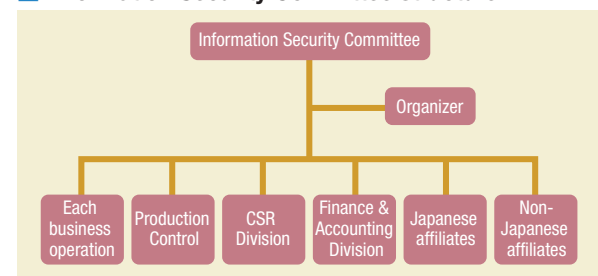 Information Security Committee
Organizer
Each
business
operation
Production
Control
CSR
Division
Finance &
Accounting
Division
Japanese
affiliates
Non-
Japanese
affiliates